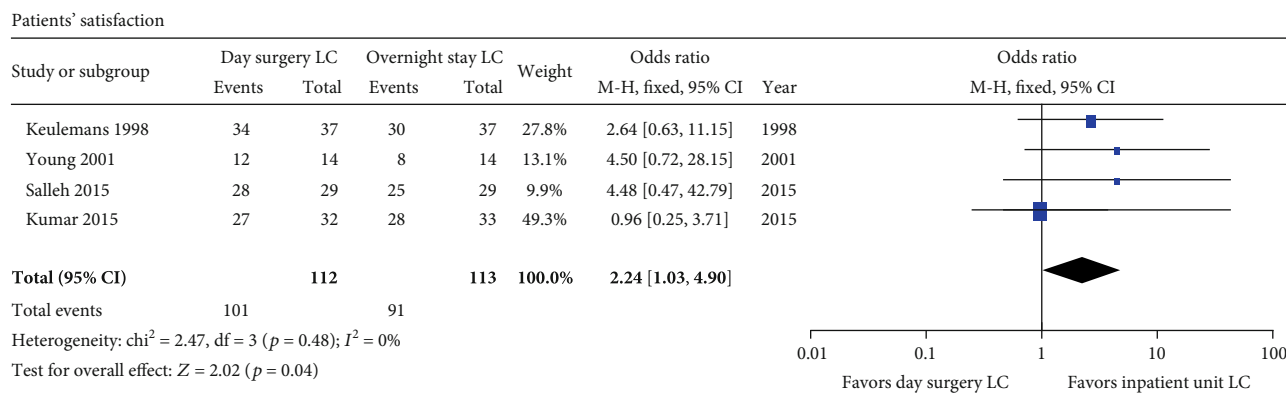 Patients' satisfaction
Study or subgroup Day surgery LC Overnight stay LC Weight Odds ratio Year Odds ratio
Events Total Events Total M-H, fixed, 95% CI M-H, fixed, 95% CI
Keulemans 1998 34 37 30 37 27.8% 2.64 [0.63, 11.15] 1998
Young 2001 12 14 8 14 13.1% 4.50 [0.72, 28.15] 2001
Salleh 2015 28 29 25 29 9.9% 4.48 [0.47, 42.79] 2015
Kumar 2015 27 32 28 33 49.3% 0.96 [0.25, 3.71] 2015
Total (95% CI) 112 113 100.0% 2.24 [1.03, 4.90]
Total events 101 91
Heterogeneity: chi² = 2.47, df = 3 (p = 0.48); I² = 0%
Test for overall effect: Z = 2.02 (p = 0.04)
0.01 0.1 1 10 100
Favors day surgery LC Favors inpatient unit LC